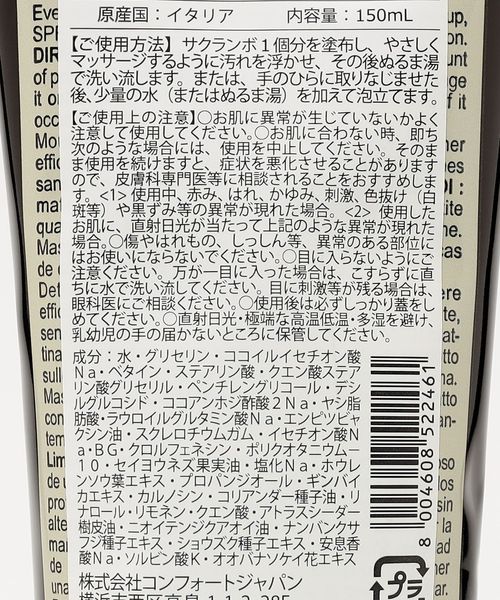 原産国：イタリア　内容量：150mL
【ご使用方法】サクランボ１個分を塗布し、やさしく
マッサージするように汚れを浮かせ、その後ぬるま湯
で洗い流します。または、手のひらに取りなじませた
後、少量の水（またはぬるま湯）を加えて泡立てます。
【ご使用上の注意】○お肌に異常が生じていないかよく
注意して使用してください。○お肌に合わない時、即ち
次のような場合には、使用を中止してください。そのま
ま使用を続けますと、症状を悪化させることがあります
ので、皮膚科専門医等に相談されることをおすすめしま
す。<1>使用中、赤み、はれ、かゆみ、刺激、色抜け（白
斑等）や黒ずみ等の異常が現れた場合。<2>使用した
お肌に、直射日光が当たって上記のような異常が現れた
場合。○傷やはれもの、しっしん等、異常のある部位に
はお使いにならないでください。○目に入らないようにご
注意ください。万が一目に入った場合は、こすらずに直
ちに水で洗い流してください。目に刺激等が残る場合は、
眼科医にご相談ください。○使用後は必ずしっかり蓋をし
めてください。○直射日光・極端な高温低温・多湿を避け、
乳幼児の手の届かないところに保管してください。
成分：水・グリセリン・ココイルイセチオン酸
Na・ベタイン・ステアリン酸・クエン酸ステア
リン酸グリセリル・ペンチレングリコール・デシ
ルグルコシド・ココアンホジ酢酸２Na・ヤシ脂
肪酸・ラウロイルグルタミン酸Na・エンピツビャ
クシン油・スクレロチウムガム・イセチオン酸N
a・BG・クロルフェネシン・ポリクオタニウム－
１０・セイヨウネズ果実油・塩化Na・ホウレ
ンソウ葉エキス・プロパンジオール・ギンバイ
カエキス・カルノシン・コリアンダー種子油・リ
ナロール・リモネン・クエン酸・アトラスシーダー
樹皮油・ニオイテンジクアオイ油・ナンバンクサ
フジ種子エキス・ショウズク種子エキス・安息香
酸Na・ソルビン酸K・オオバナソケイ花エキス
8 004608 522461
株式会社コンフォートジャパン
プラ